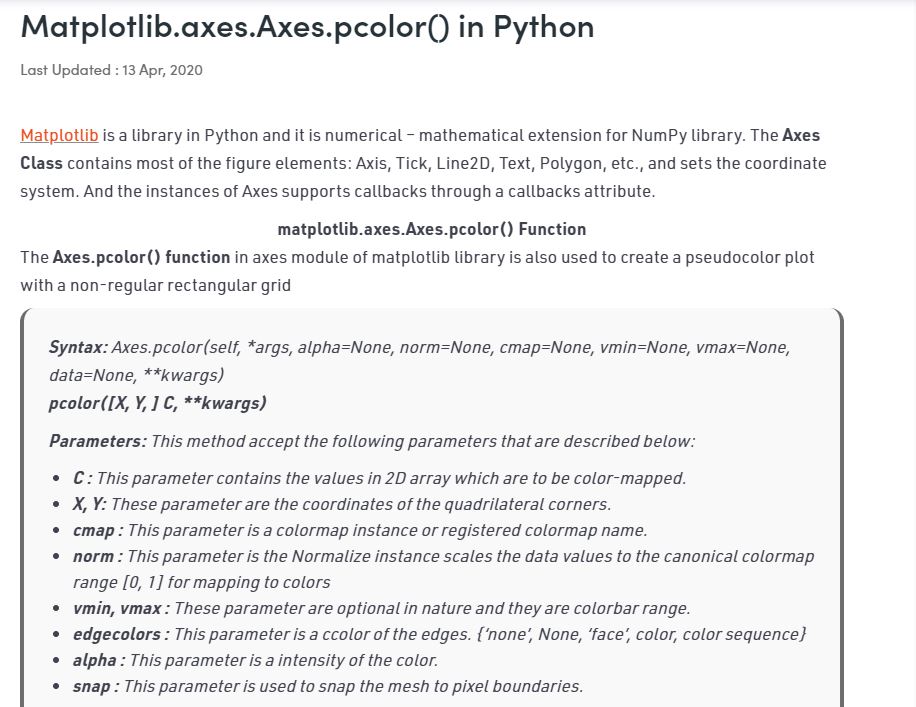 Matplotlib.axes.Axes.pcolor() in Python
Last Updated : 13 Apr, 2020
Matplotlib is a library in Python and it is numerical – mathematical extension for NumPy library. The Axes
Class contains most of the figure elements: Axis, Tick, Line2D, Text, Polygon, etc., and sets the coordinate
system. And the instances of Axes supports callbacks through a callbacks attribute.
matplotlib.axes.Axes.pcolor() Function
The Axes.pcolor() function in axes module of matplotlib library is also used to create a pseudocolor plot
with a non-regular rectangular grid
Syntax: Axes.pcolor(self, *args, alpha=None, norm=None, cmap=None, vmin=None, vmax=None,
data=None, **kwargs)
pcolor([X, Y, ] C, **kwargs)
Parameters: This method accept the following parameters that are described below:
• C : This parameter contains the values in 2D array which are to be color-mapped.
• X, Y: These parameter are the coordinates of the quadrilateral corners.
• cmap : This parameter is a colormap instance or registered colormap name.
• norm : This parameter is the Normalize instance scales the data values to the canonical colormap
range [0, 1] for mapping to colors
• vmin, vmax : These parameter are optional in nature and they are colorbar range.
• edgecolors : This parameter is a ccolor of the edges. {‘none’, None, ‘face’, color, color sequence}
• alpha : This parameter is a intensity of the color.
• snap : This parameter is used to snap the mesh to pixel boundaries.